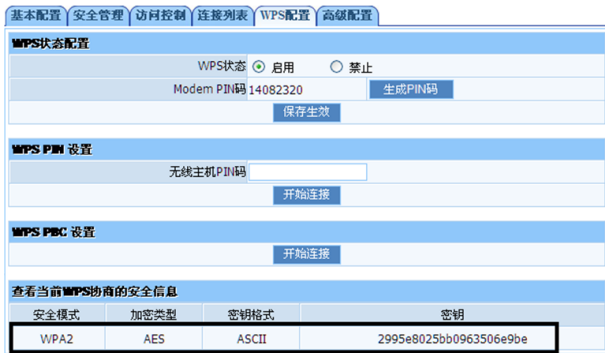 基本配置 安全管理 访问控制 连接列表 WPS配置 高级配置
WPS状态配置
WPS状态 启用 禁止
Modem PIN码 14082320 生成PIN码
保存生效
WPS PIN 设置
无线主机PIN码
开始连接
WPS PBC 设置
开始连接
查看当前WPS协商的安全信息
安全模式 加密类型 密钥格式 密钥
WPA2 AES ASCII 2995e8025bb0963506e9be